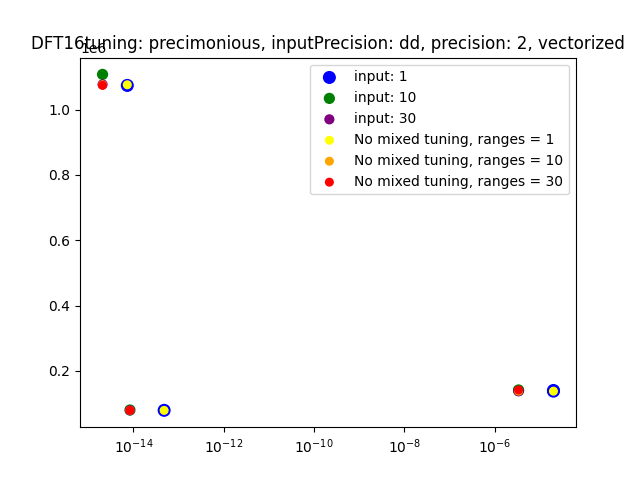 DFT16tuning: precimonious, inputPrecision: dd, precision: 2, vectorized
1e6
input: 1
input: 10
input: 30
No mixed tuning, ranges = 1
No mixed tuning, ranges = 10
No mixed tuning, ranges = 30
1.0
0.8
0.6
0.4
0.2
10⁻¹⁴ 10⁻¹² 10⁻¹⁰ 10⁻⁸ 10⁻⁶